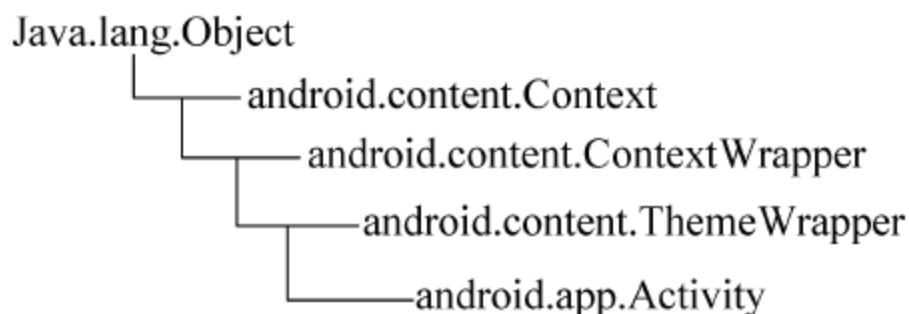 Java.lang.Object
android.content.Context
android.content.ContextWrapper
android.content.ThemeWrapper
android.app.Activity